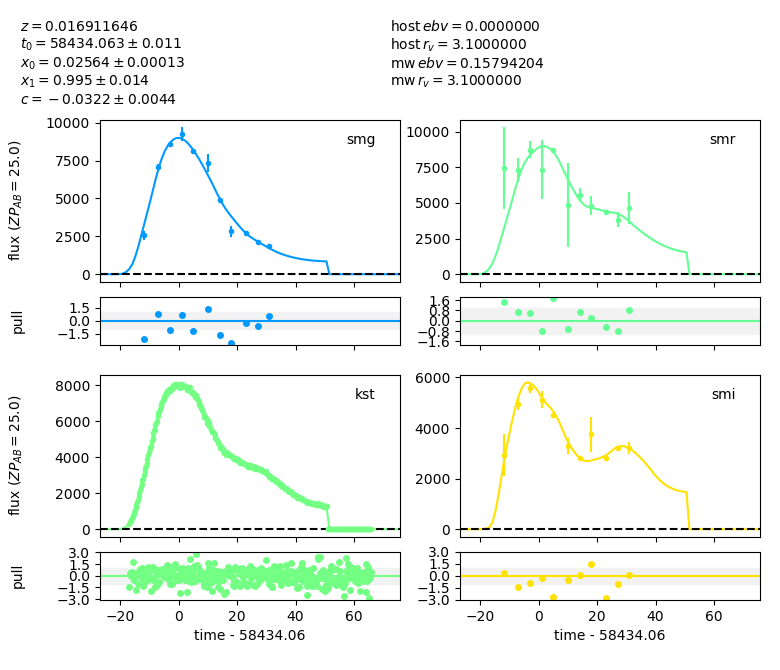 z = 0.016911646
t₀ = 58434.063 ± 0.011
x₀ = 0.02564 ± 0.00013
x₁ = 0.995 ± 0.014
c = −0.0322 ± 0.0044
host ebv = 0.0000000
host r_v = 3.1000000
mw ebv = 0.15794204
mw r_v = 3.1000000
smg
10000
7500
5000
2500
0
flux (ZP_AB = 25.0)
smr
10000
7500
5000
2500
0
1.5
0.0
−1.5
pull
1.6
0.8
0.0
−0.8
−1.6
kst
8000
6000
4000
2000
0
flux (ZP_AB = 25.0)
smi
6000
4000
2000
0
3.0
1.5
0.0
−1.5
−3.0
pull
−20 0 20 40 60
time - 58434.06
3.0
1.5
0.0
−1.5
−3.0
−20 0 20 40 60
time - 58434.06